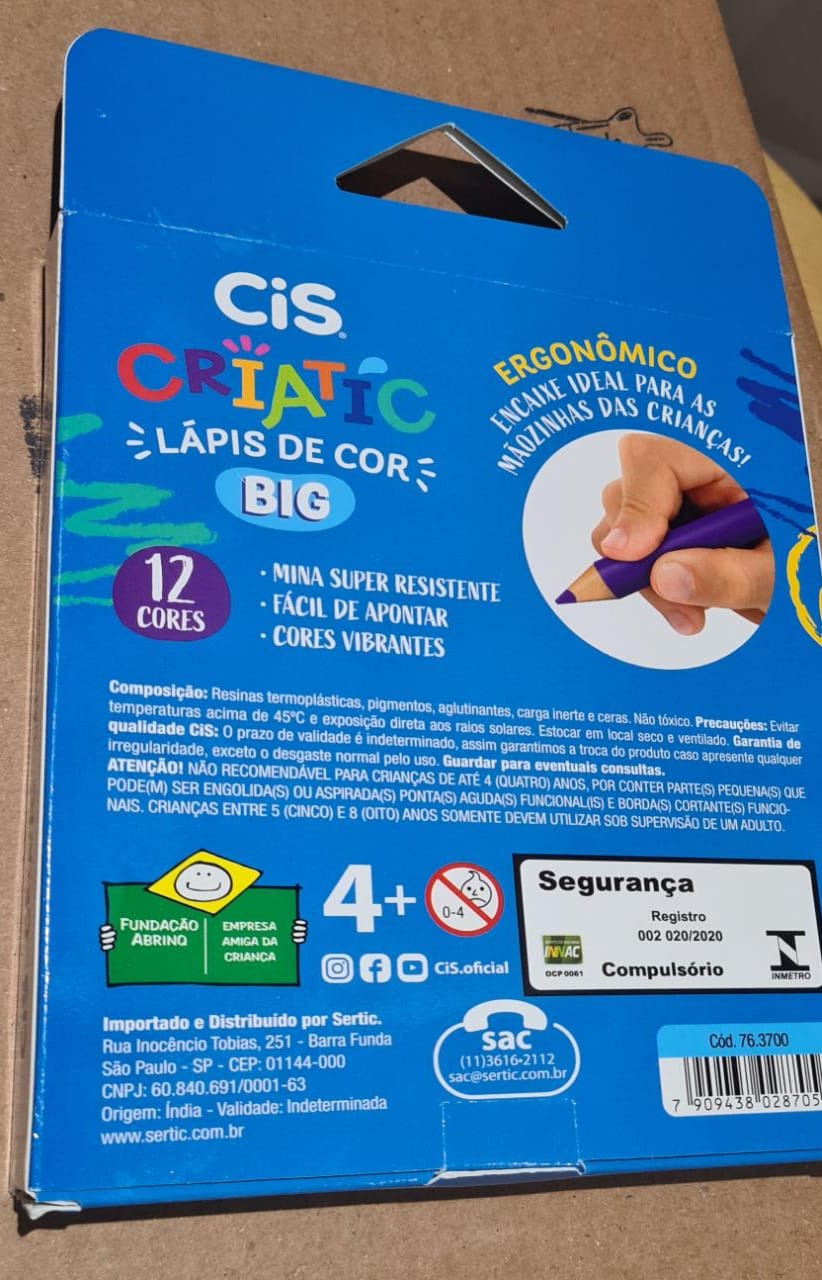 CiS®
CRIATIC
LÁPIS DE COR
BIG
ERGONÔMICO
ENCAIXE IDEAL PARA AS
MÃOZINHAS DAS CRIANÇAS!
12
CORES
· MINA SUPER RESISTENTE
· FÁCIL DE APONTAR
· CORES VIBRANTES
Composição: Resinas termoplásticas, pigmentos, aglutinantes, carga inerte e ceras. Não tóxico. Precauções: Evitar
temperaturas acima de 45ºC e exposição direta aos raios solares. Estocar em local seco e ventilado. Garantia de
qualidade CiS: O prazo de validade é indeterminado, assim garantimos a troca do produto caso apresente qualquer
irregularidade, exceto o desgaste normal pelo uso. Guardar para eventuais consultas.
ATENÇÃO! NÃO RECOMENDÁVEL PARA CRIANÇAS DE ATÉ 4 (QUATRO) ANOS, POR CONTER PARTE(S) PEQUENA(S) QUE
PODE(M) SER ENGOLIDA(S) OU ASPIRADA(S) PONTA(S) AGUDA(S) FUNCIONAL(IS) E BORDA(S) CORTANTE(S) FUNCIO-
NAIS. CRIANÇAS ENTRE 5 (CINCO) E 8 (OITO) ANOS SOMENTE DEVEM UTILIZAR SOB SUPERVISÃO DE UM ADULTO.
FUNDAÇÃO
ABRINQ
EMPRESA
AMIGA DA
CRIANÇA
4+
0-4
CiS.oficial
Segurança
Registro
002 020/2020
INNAC
OCP 0061
Compulsório
INMETRO
Importado e Distribuído por Sertic.
Rua Inocêncio Tobias, 251 - Barra Funda
São Paulo - SP - CEP: 01144-000
CNPJ: 60.840.691/0001-63
Origem: Índia - Validade: Indeterminada
www.sertic.com.br
sac
(11)3616-2112
sac@sertic.com.br
Cód. 76.3700
7 909438 028705